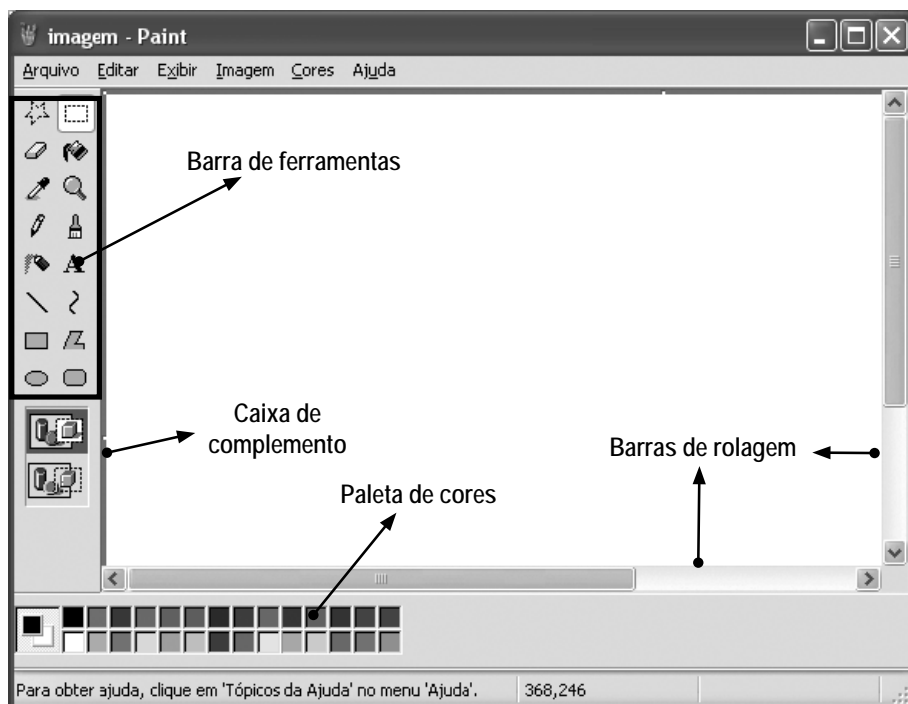 imagem - Paint
Arquivo Editar Exibir Imagem Cores Ajuda
Barra de ferramentas
A
Caixa de
complemento
Barras de rolagem
Paleta de cores
Para obter ajuda, clique em 'Tópicos da Ajuda' no menu 'Ajuda'. 368,246